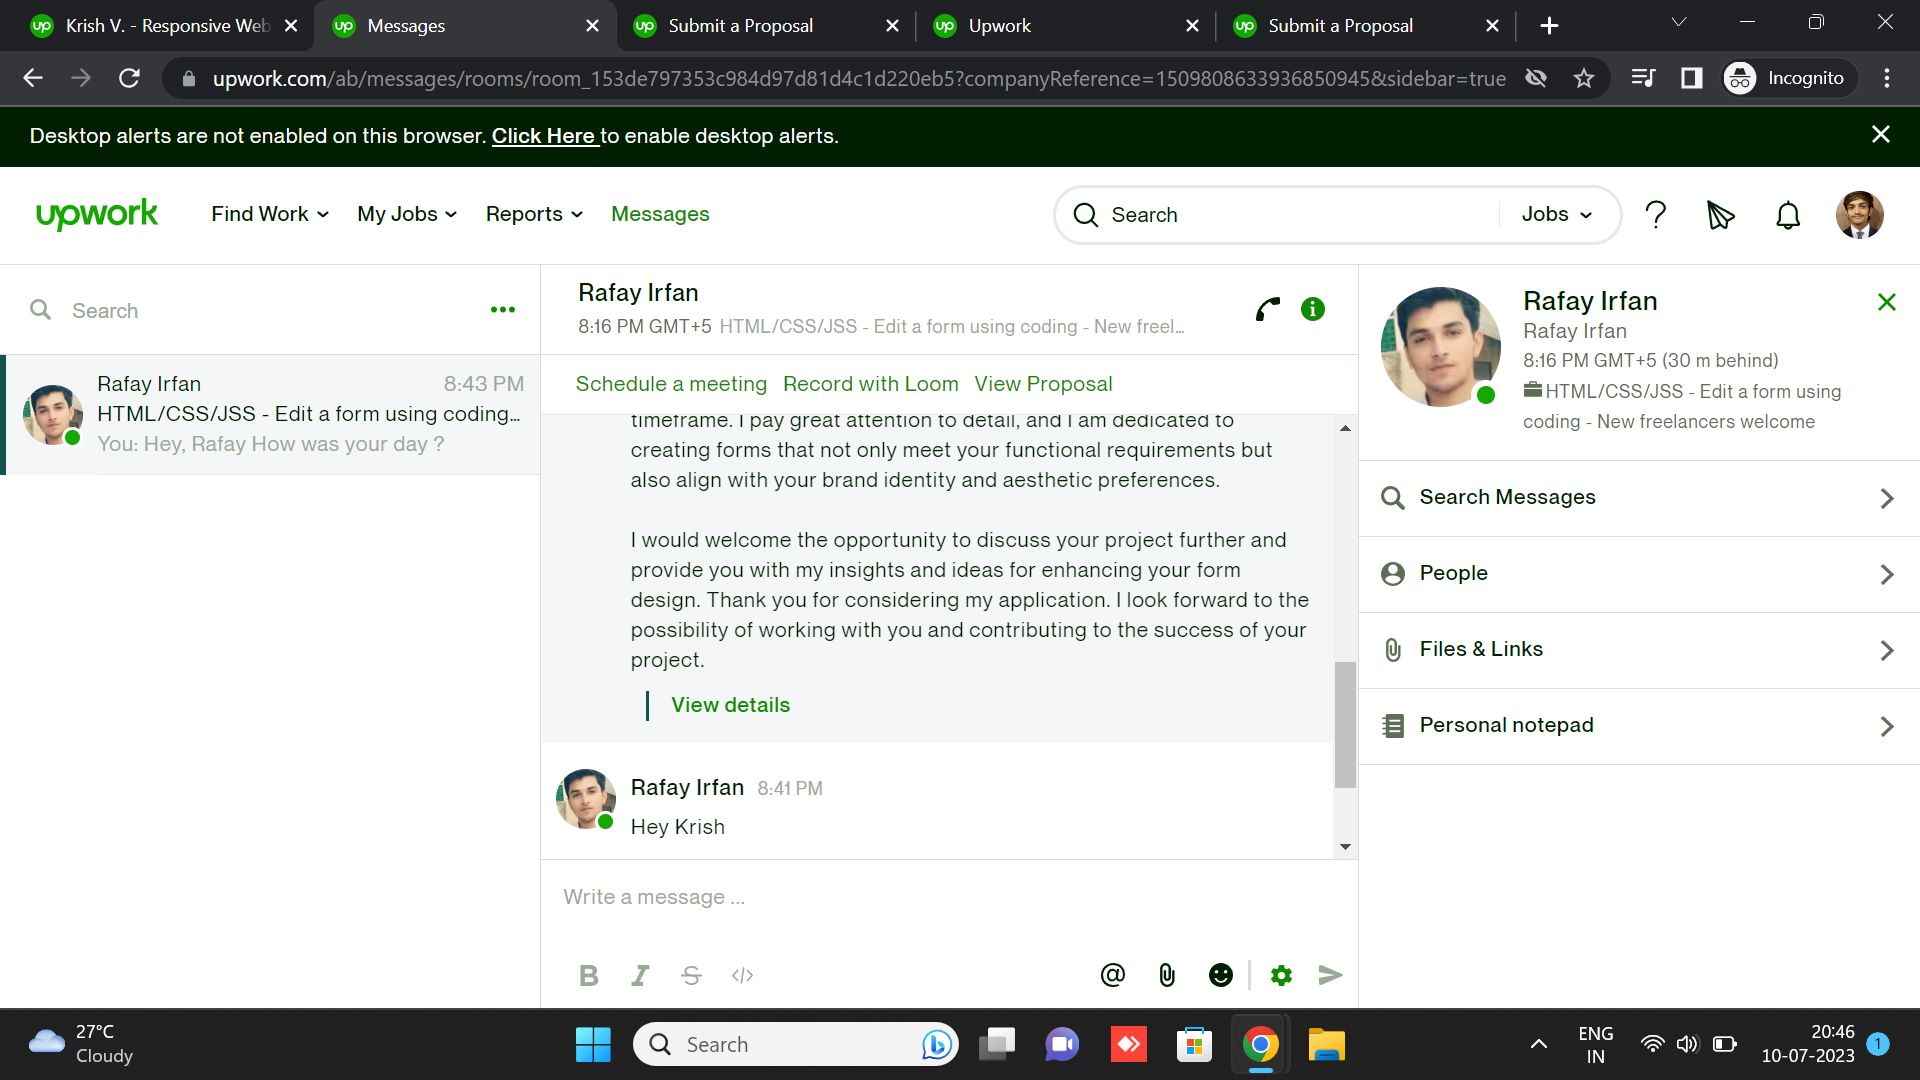 Krish V. - Responsive Web
Messages
Submit a Proposal
Upwork
Submit a Proposal
upwork.com/ab/messages/rooms/room_153de797353c984d97d81d4c1d220eb5?companyReference=1509808633936850945&sidebar=true
Incognito
Desktop alerts are not enabled on this browser. Click Here to enable desktop alerts.
upwork
Find Work
My Jobs
Reports
Messages
Search
Jobs
Search
Rafay Irfan 8:43 PM
HTML/CSS/JSS - Edit a form using coding...
You: Hey, Rafay How was your day ?
Rafay Irfan
8:16 PM GMT+5 HTML/CSS/JSS - Edit a form using coding - New freel...
Schedule a meeting Record with Loom View Proposal
timeframe. I pay great attention to detail, and I am dedicated to
creating forms that not only meet your functional requirements but
also align with your brand identity and aesthetic preferences.
I would welcome the opportunity to discuss your project further and
provide you with my insights and ideas for enhancing your form
design. Thank you for considering my application. I look forward to the
possibility of working with you and contributing to the success of your
project.
View details
Rafay Irfan 8:41 PM
Hey Krish
Write a message ...
B I S </>
@
Rafay Irfan
Rafay Irfan
8:16 PM GMT+5 (30 m behind)
HTML/CSS/JSS - Edit a form using
coding - New freelancers welcome
Search Messages
People
Files & Links
Personal notepad
27°C
Cloudy
Search
ENG
IN
20:46
10-07-2023
1